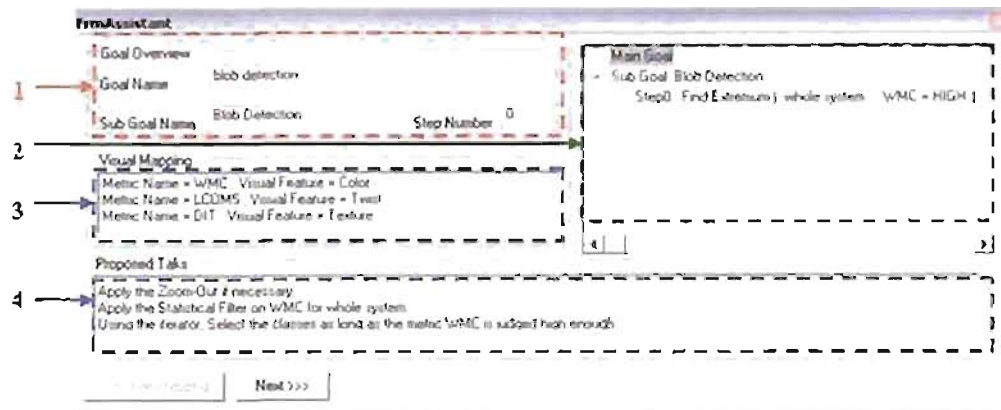 FrmAssistant
Goal Overview
Goal Name blob detection
Sub Goal Name Blob Detection Step Number 0
Main Goal
Sub Goal Blob Detection
Step0 Find Extremum ( whole system WMC = HIGH )
1
2
3
4
Visual Mapping
Metric Name = WMC Visual Feature = Color
Metric Name = LCOM5 Visual Feature = Twist
Metric Name = DIT Visual Feature = Texture
Proposed Taks
Apply the Zoom-Out if necessary
Apply the Statistical Filter on WMC for whole system
Using the iterator, Select the classes as long as the metric WMC is judged high enough
Next >>>